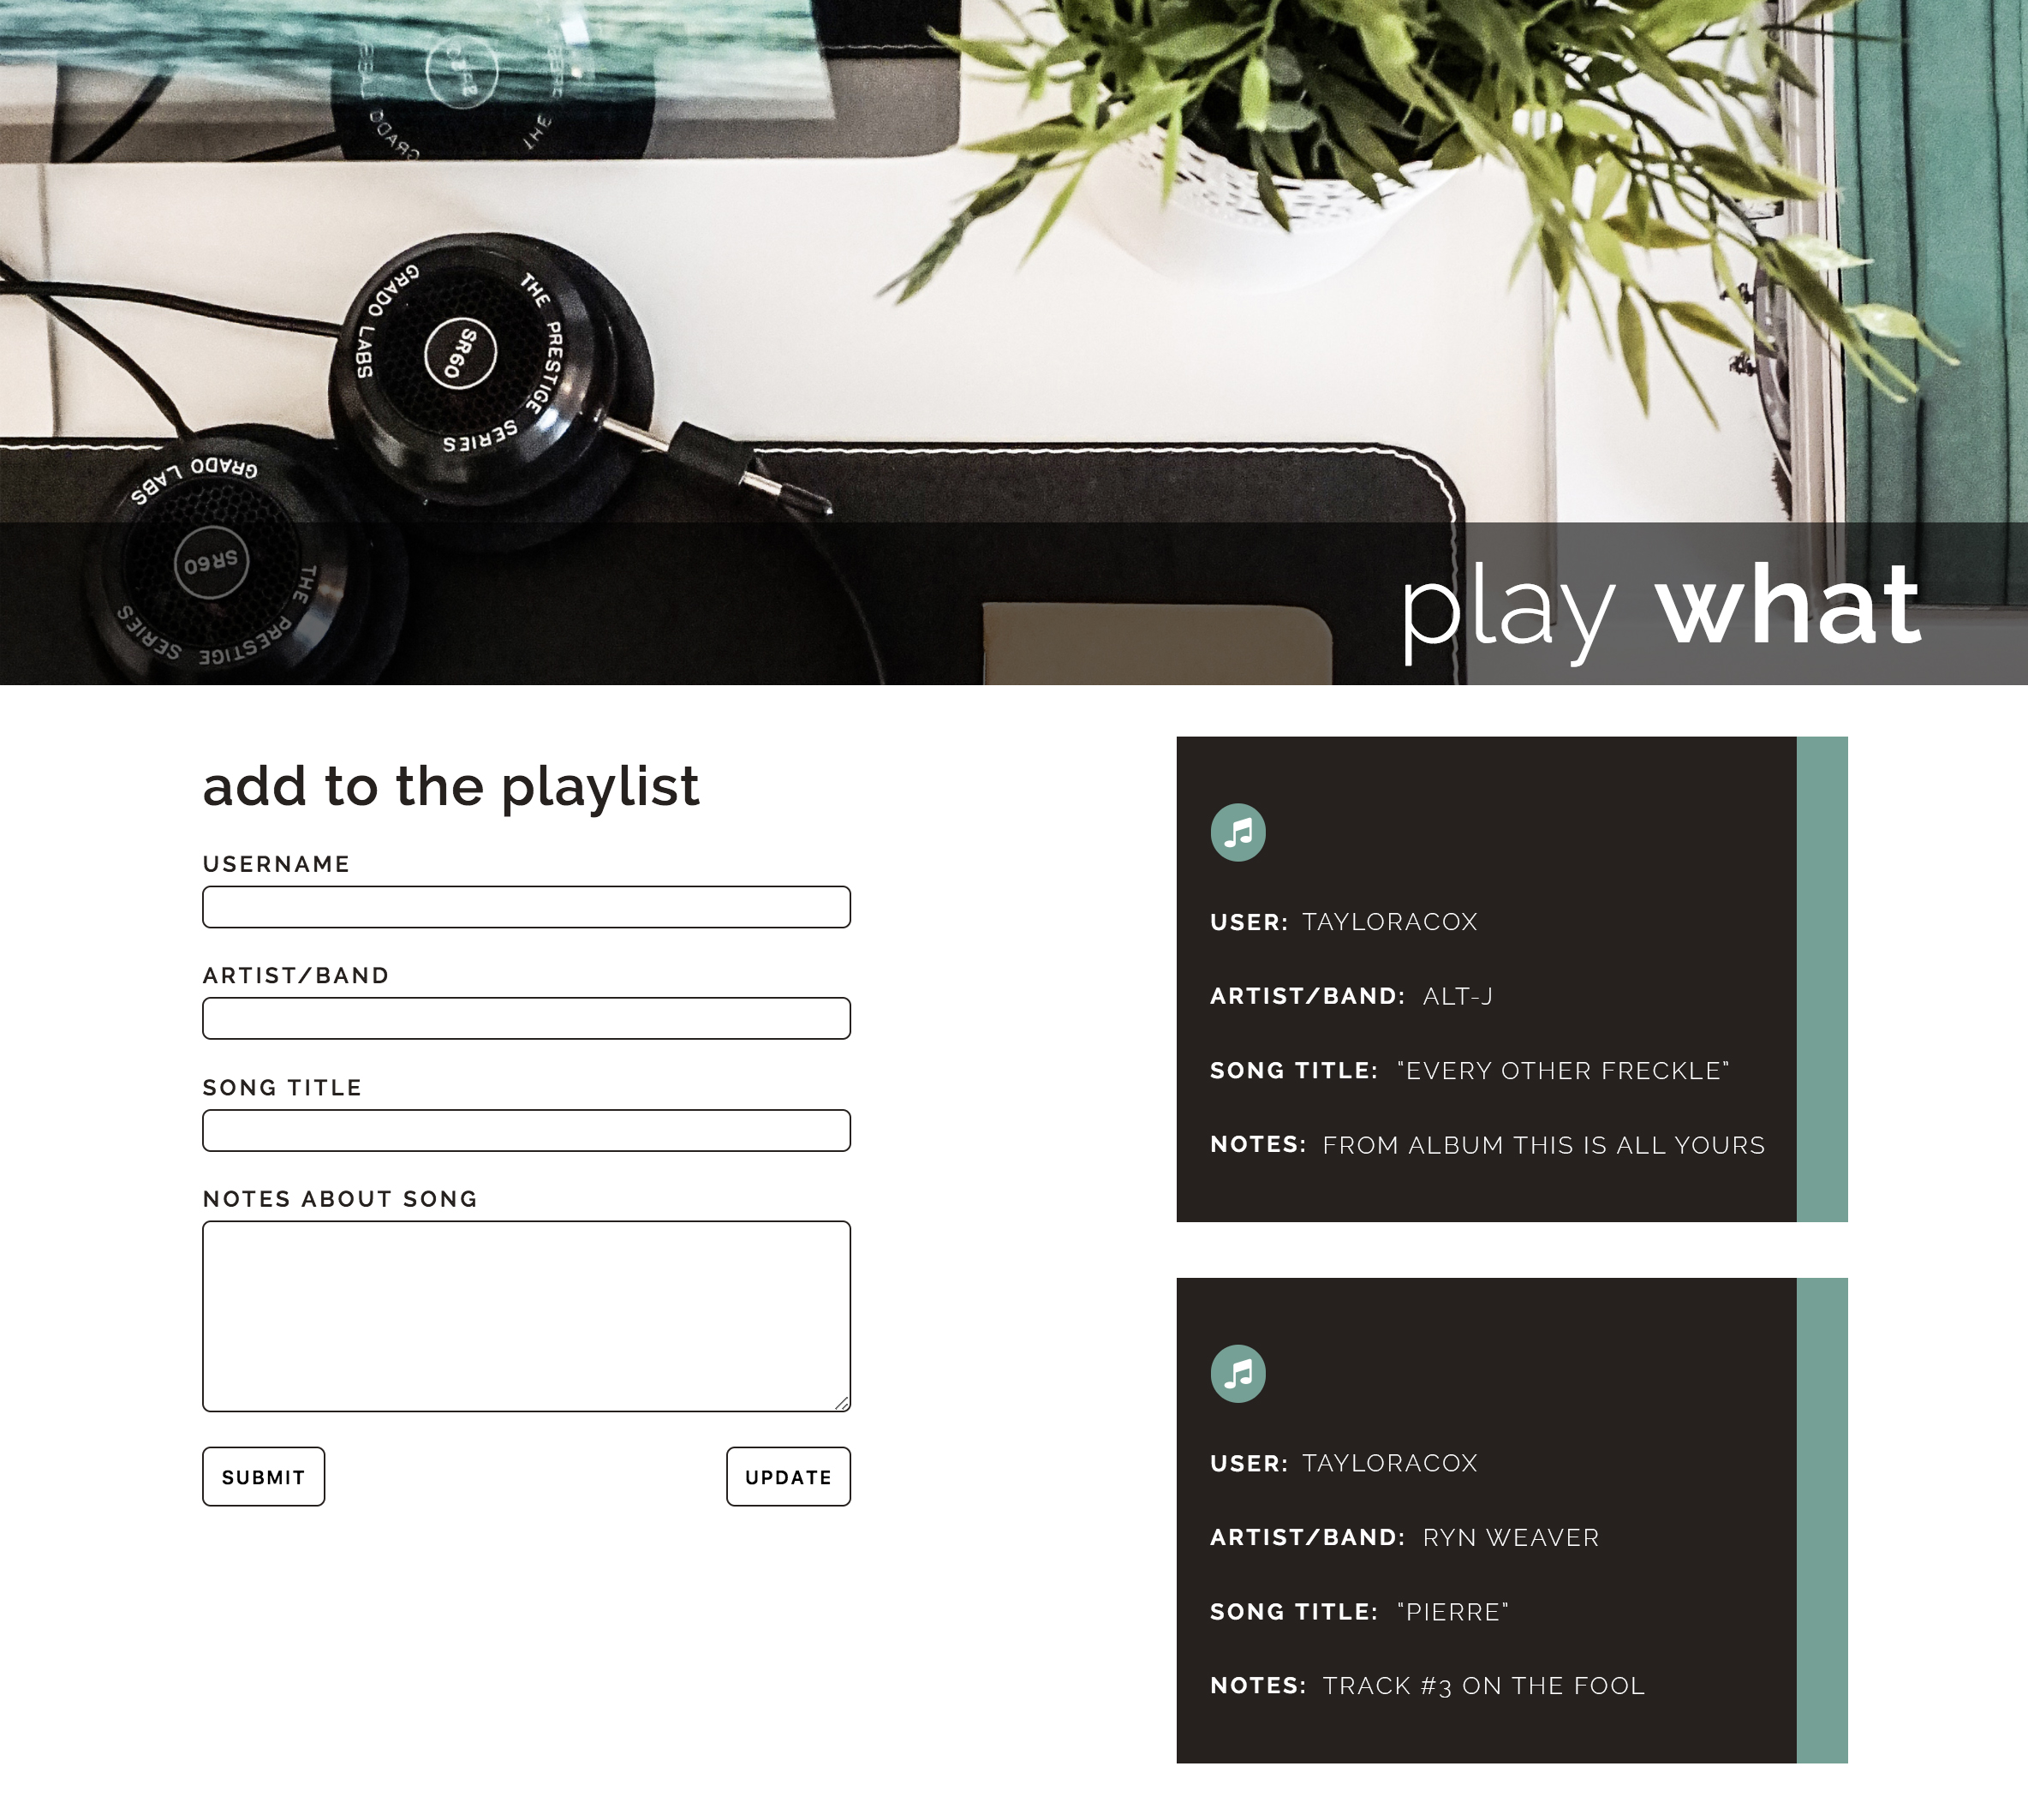 GRADO
THE
GRADO LABS
THE PRESTIGE SERIES
SR60
GRADO LABS
THE PRESTIGE SERIES
SR60
play what
add to the playlist
USERNAME
ARTIST/BAND
SONG TITLE
NOTES ABOUT SONG
SUBMIT
UPDATE
USER: TAYLORACOX
ARTIST/BAND: ALT-J
SONG TITLE: “EVERY OTHER FRECKLE”
NOTES: FROM ALBUM THIS IS ALL YOURS
USER: TAYLORACOX
ARTIST/BAND: RYN WEAVER
SONG TITLE: “PIERRE”
NOTES: TRACK #3 ON THE FOOL